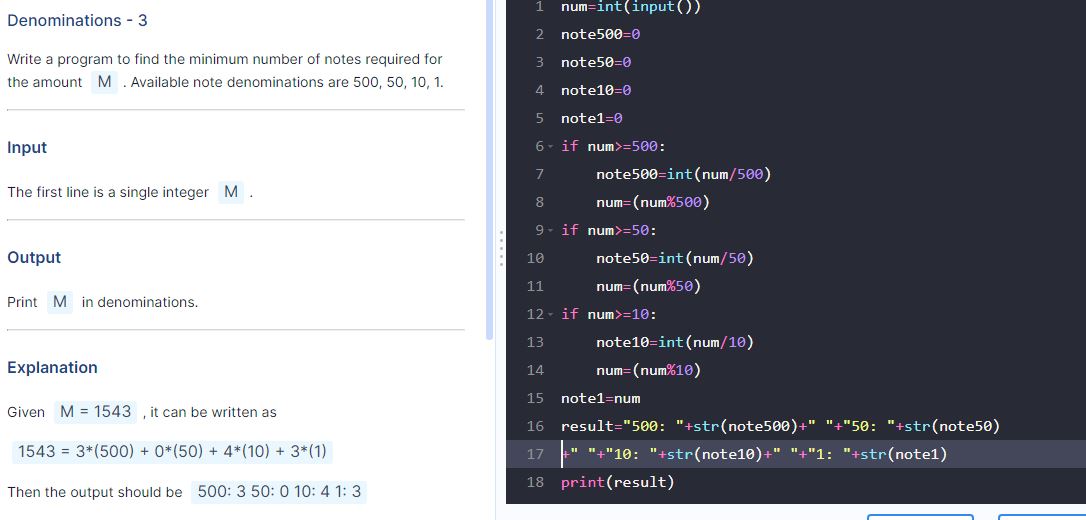 Denominations - 3
Write a program to find the minimum number of notes required for
the amount M . Available note denominations are 500, 50, 10, 1.
Input
The first line is a single integer M .
Output
Print M in denominations.
Explanation
Given M = 1543 , it can be written as
1543 = 3*(500) + 0*(50) + 4*(10) + 3*(1)
Then the output should be 500: 3 50: 0 10: 4 1: 3
1 num=int(input())
2 note500=0
3 note50=0
4 note10=0
5 note1=0
6 if num>=500:
7 note500=int(num/500)
8 num=(num%500)
9 if num>=50:
10 note50=int(num/50)
11 num=(num%50)
12 if num>=10:
13 note10=int(num/10)
14 num=(num%10)
15 note1=num
16 result="500: "+str(note500)+" "+"50: "+str(note50)
17 +" "+"10: "+str(note10)+" "+"1: "+str(note1)
18 print(result)